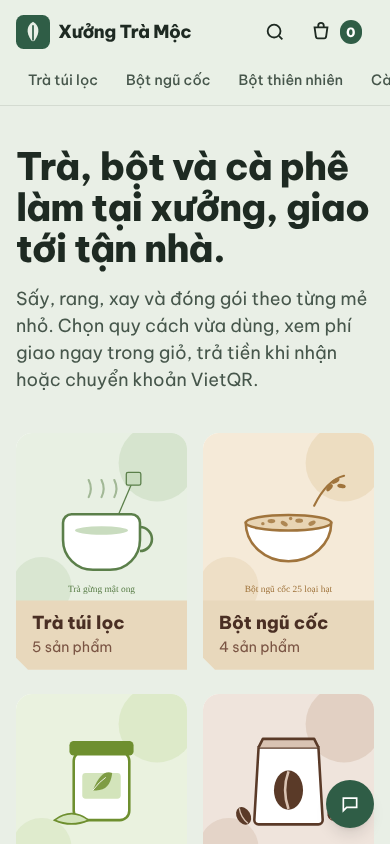 Xưởng Trà Mộc
0
Trà túi lọc
Bột ngũ cốc
Bột thiên nhiên
Cà
Trà, bột và cà phê
làm tại xưởng, giao
tới tận nhà.
Sấy, rang, xay và đóng gói theo từng mẻ
nhỏ. Chọn quy cách vừa dùng, xem phí
giao ngay trong giỏ, trả tiền khi nhận
hoặc chuyển khoản VietQR.
Trà gừng mật ong
Trà túi lọc
5 sản phẩm
Bột ngũ cốc 25 loại hạt
Bột ngũ cốc
4 sản phẩm